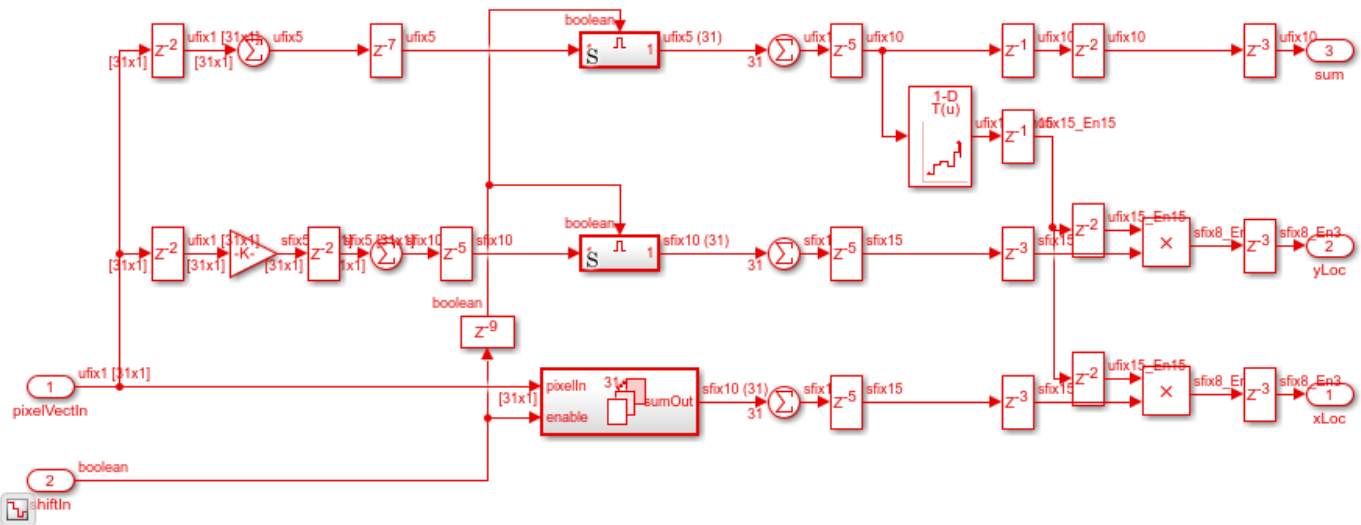 boolean
ufix1 [31x1]
ufix5
ufix5
ufix5 (31)
ufix10
ufix10
ufix10
ufix10
z-2
Σ
z-7
S
1
Σ
z-5
z-1
z-2
z-3
3
[31x1]
[31x1]
31
sum
1-D
T(u)
z-1
ufix15_En15
boolean
ufix1 [31x1]
sfix10
sfix10 (31)
sfix15
ufix15_En15
sfix8_En3
z-2
-K-
z-2
Σ
z-5
S
1
Σ
z-5
z-3
z-2
×
z-3
2
[31x1]
[31x1]
[31x1]
31
yLoc
boolean
z-9
ufix1 [31x1]
1
pixelVectIn
pixelIn
[31x1]
enable
31
sumOut
sfix10 (31)
31
Σ
z-5
sfix15
z-3
z-2
ufix15_En15
×
z-3
sfix8_En3
1
xLoc
boolean
2
shiftIn